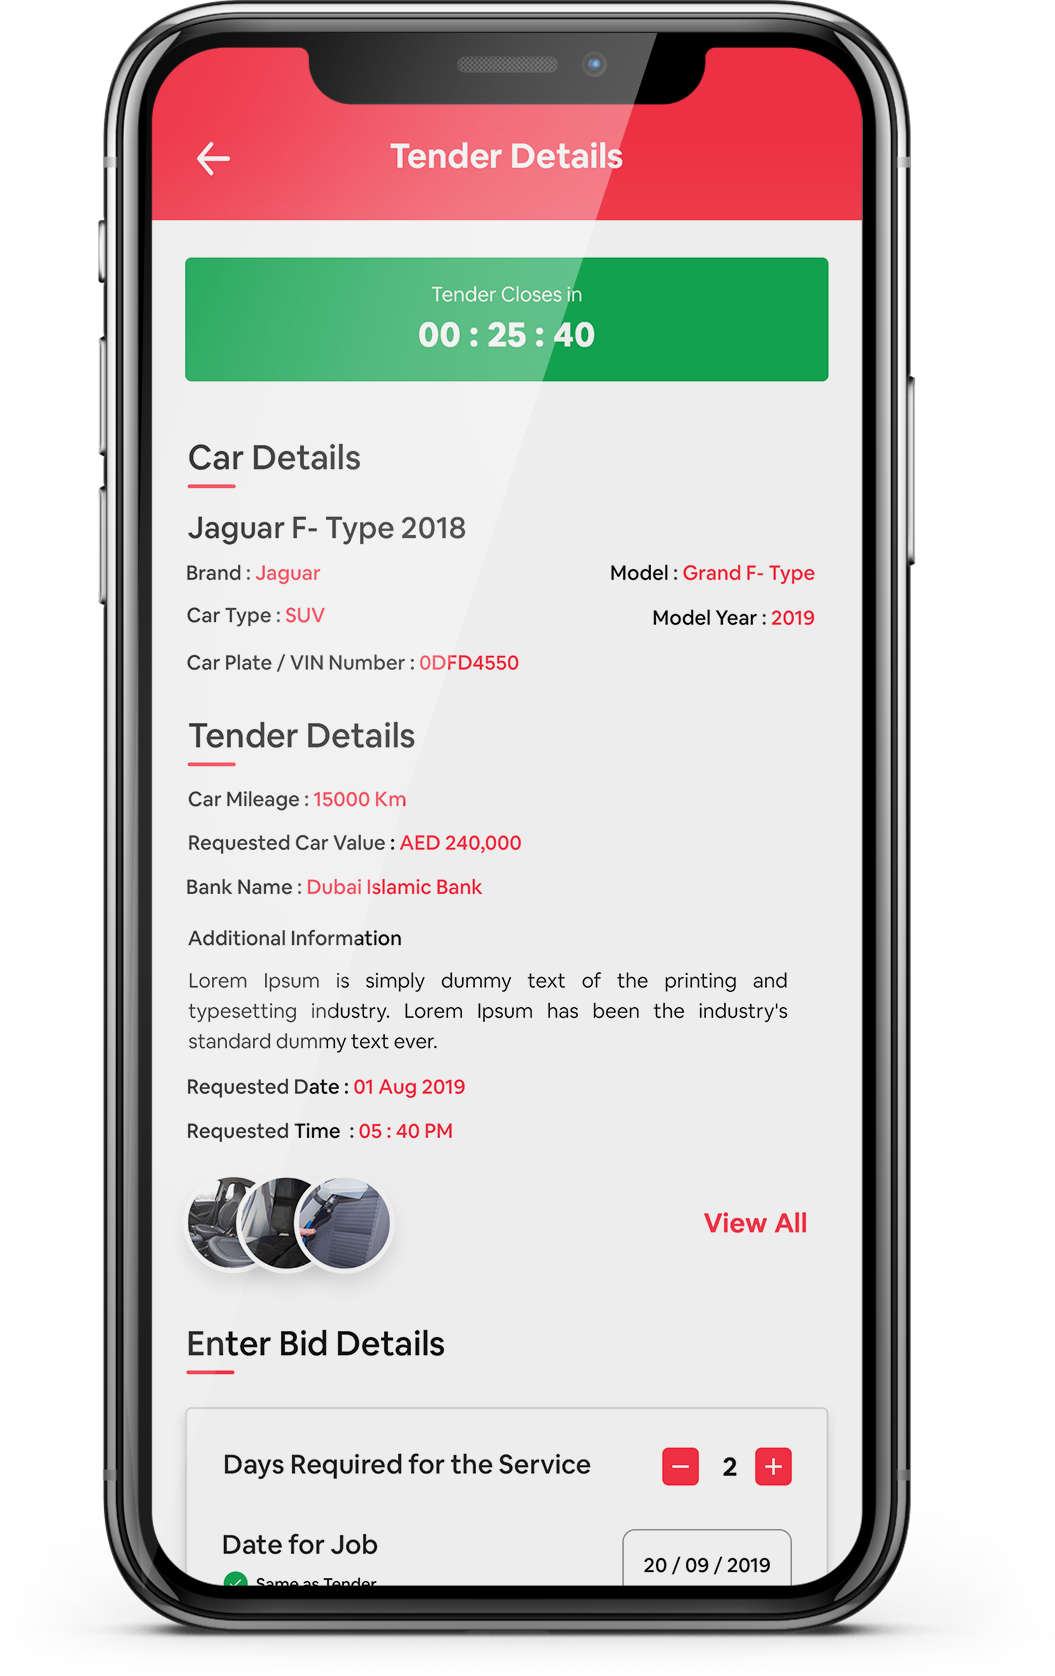 Tender Details
Tender Closes in
00 : 25 : 40
Car Details
Jaguar F- Type 2018
Brand : Jaguar
Model : Grand F- Type
Car Type : SUV
Model Year : 2019
Car Plate / VIN Number : 0DFD4550
Tender Details
Car Mileage : 15000 Km
Requested Car Value : AED 240,000
Bank Name : Dubai Islamic Bank
Additional Information
Lorem Ipsum is simply dummy text of the printing and
typesetting industry. Lorem Ipsum has been the industry's
standard dummy text ever.
Requested Date : 01 Aug 2019
Requested Time : 05 : 40 PM
View All
Enter Bid Details
Days Required for the Service
2
Date for Job
20 / 09 / 2019
Same as Tender